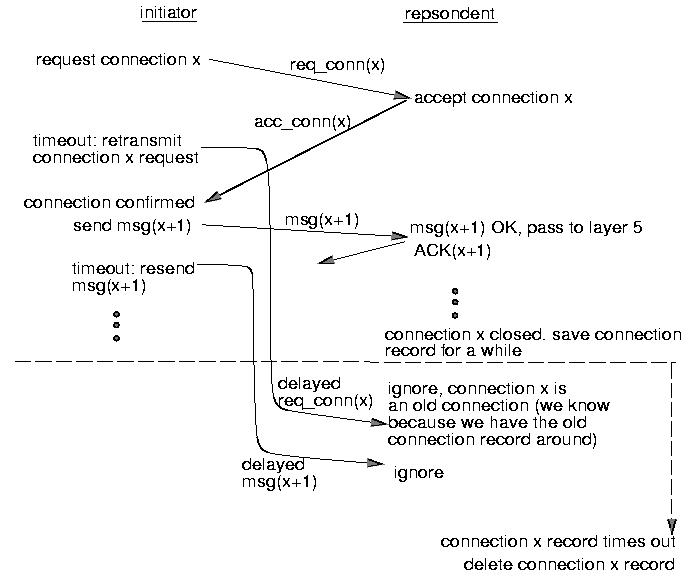 initiator
repsondent
request connection x
req_conn(x)
accept connection x
acc_conn(x)
timeout: retransmit
connection x request
connection confirmed
send msg(x+1)
msg(x+1)
msg(x+1) OK, pass to layer 5
ACK(x+1)
timeout: resend
msg(x+1)
connection x closed. save connection
record for a while
delayed
req_conn(x)
ignore, connection x is
an old connection (we know
because we have the old
connection record around)
delayed
msg(x+1)
ignore
connection x record times out
delete connection x record